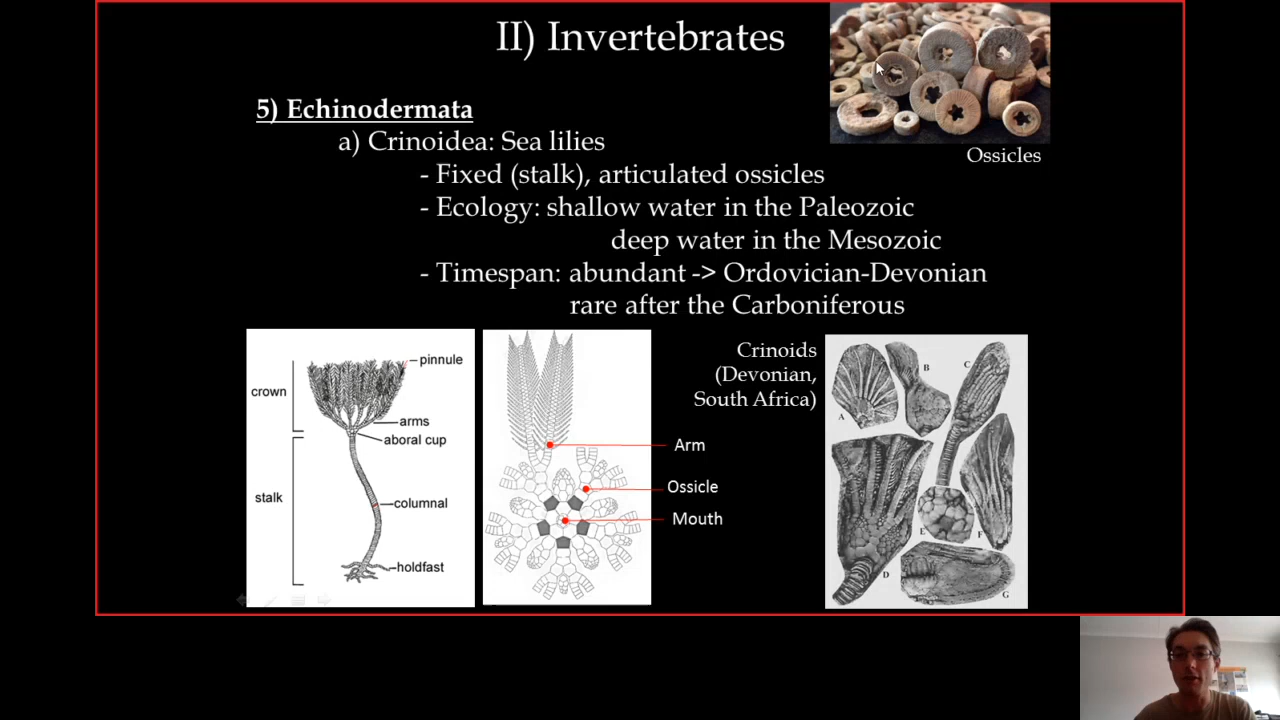 II) Invertebrates
5) Echinodermata
a) Crinoidea: Sea lilies
- Fixed (stalk), articulated ossicles
- Ecology: shallow water in the Paleozoic
deep water in the Mesozoic
- Timespan: abundant -> Ordovician-Devonian
rare after the Carboniferous
Ossicles
pinnule
crown
arms
aboral cup
stalk
columnal
holdfast
Arm
Ossicle
Mouth
Crinoids
(Devonian,
South Africa)
A
B
C
D
E
F
G